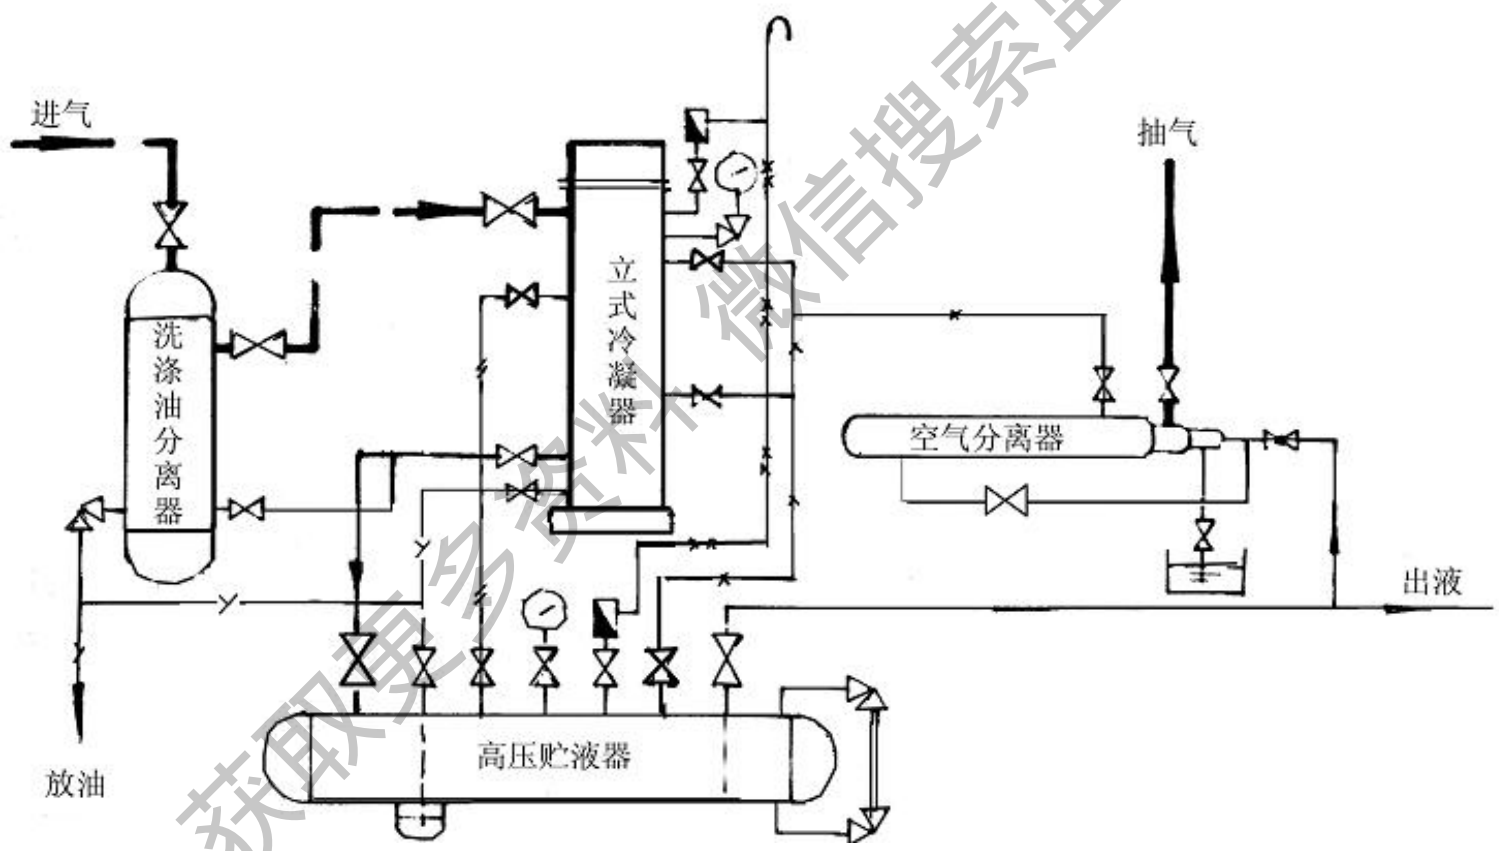 进气
抽气
立式冷凝器
洗涤油分离器
空气分离器
出液
高压贮液器
放油
获取更多资料 微信搜索蓝